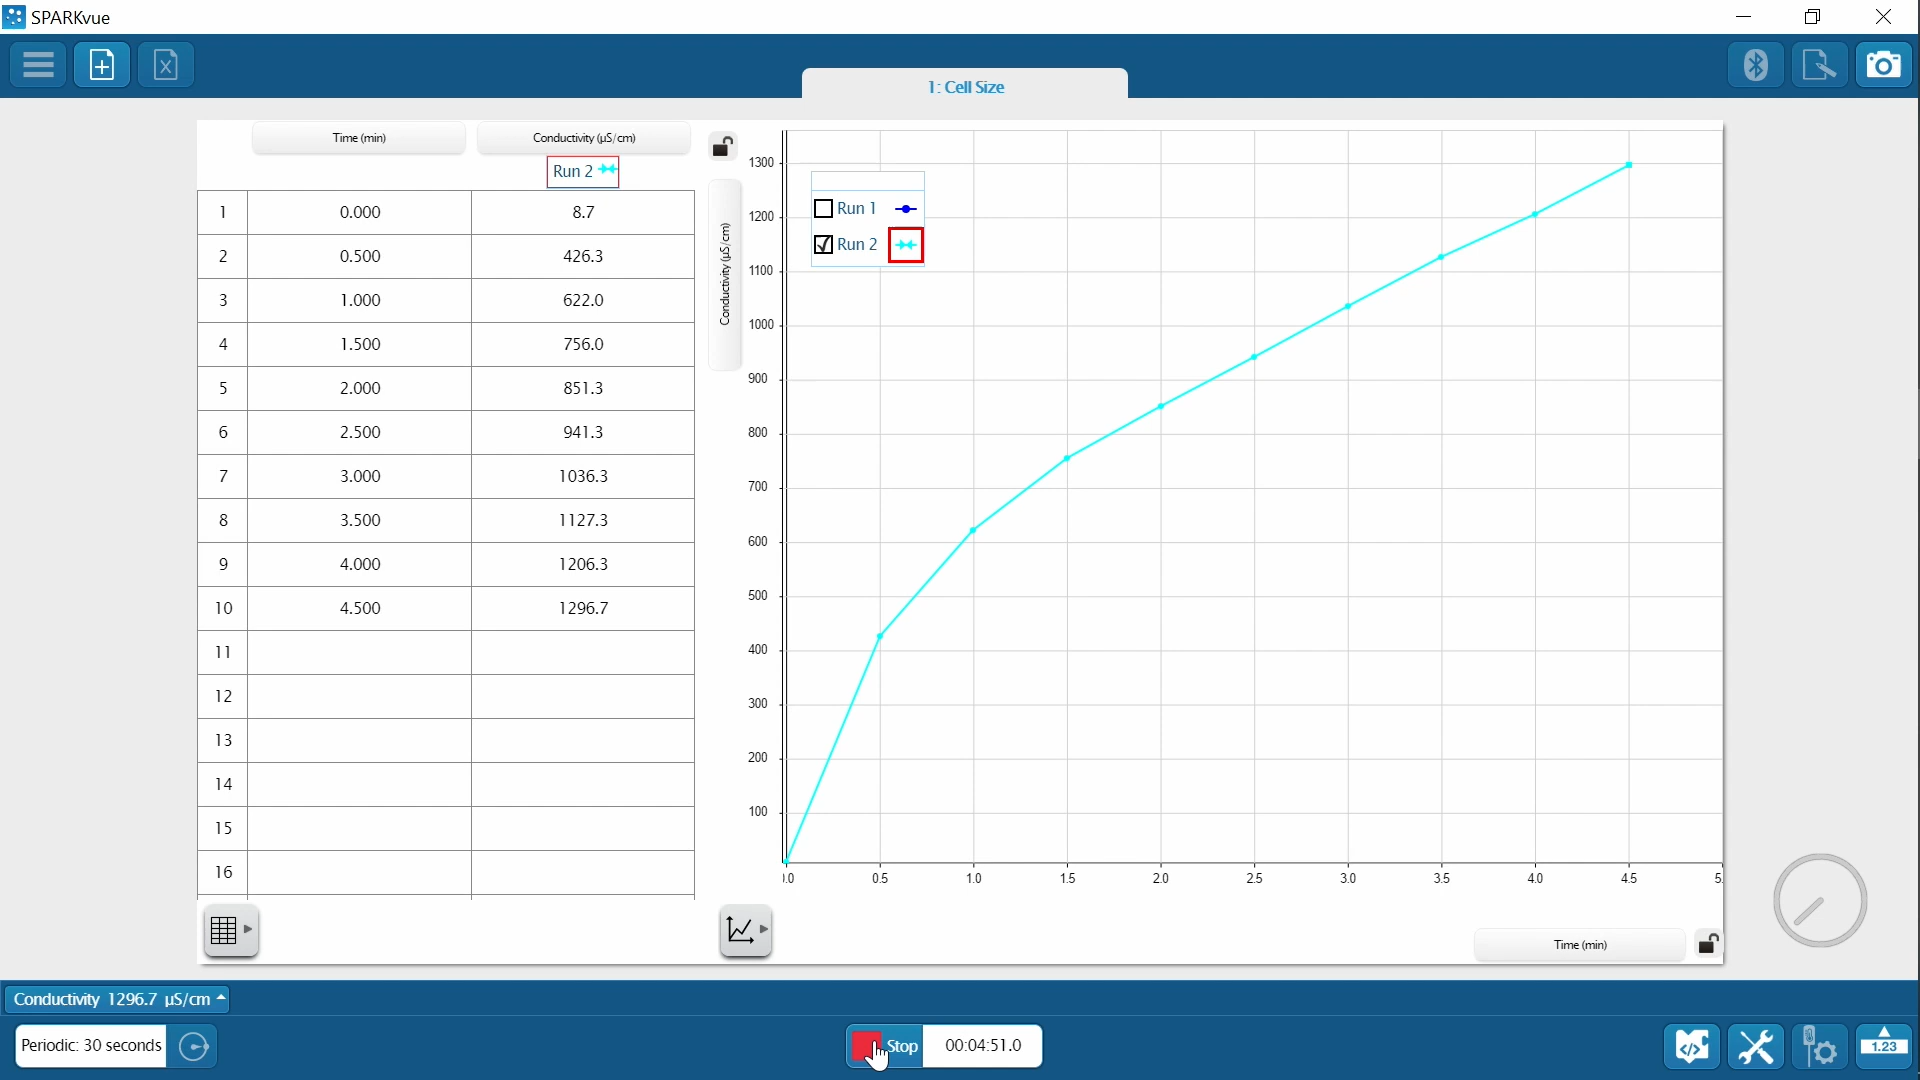 SPARKvue
1: Cell Size
Time (min)
Conductivity (µS/cm)
Run 2
1 0.000 8.7
2 0.500 426.3
3 1.000 622.0
4 1.500 756.0
5 2.000 851.3
6 2.500 941.3
7 3.000 1036.3
8 3.500 1127.3
9 4.000 1206.3
10 4.500 1296.7
11
12
13
14
15
16
Conductivity (µS/cm)
1300
1200
1100
1000
900
800
700
600
500
400
300
200
100
Run 1
Run 2
0.0 0.5 1.0 1.5 2.0 2.5 3.0 3.5 4.0 4.5 5.
Time (min)
Conductivity 1296.7 µS/cm
Periodic: 30 seconds
Stop
00:04:51.0
1.23